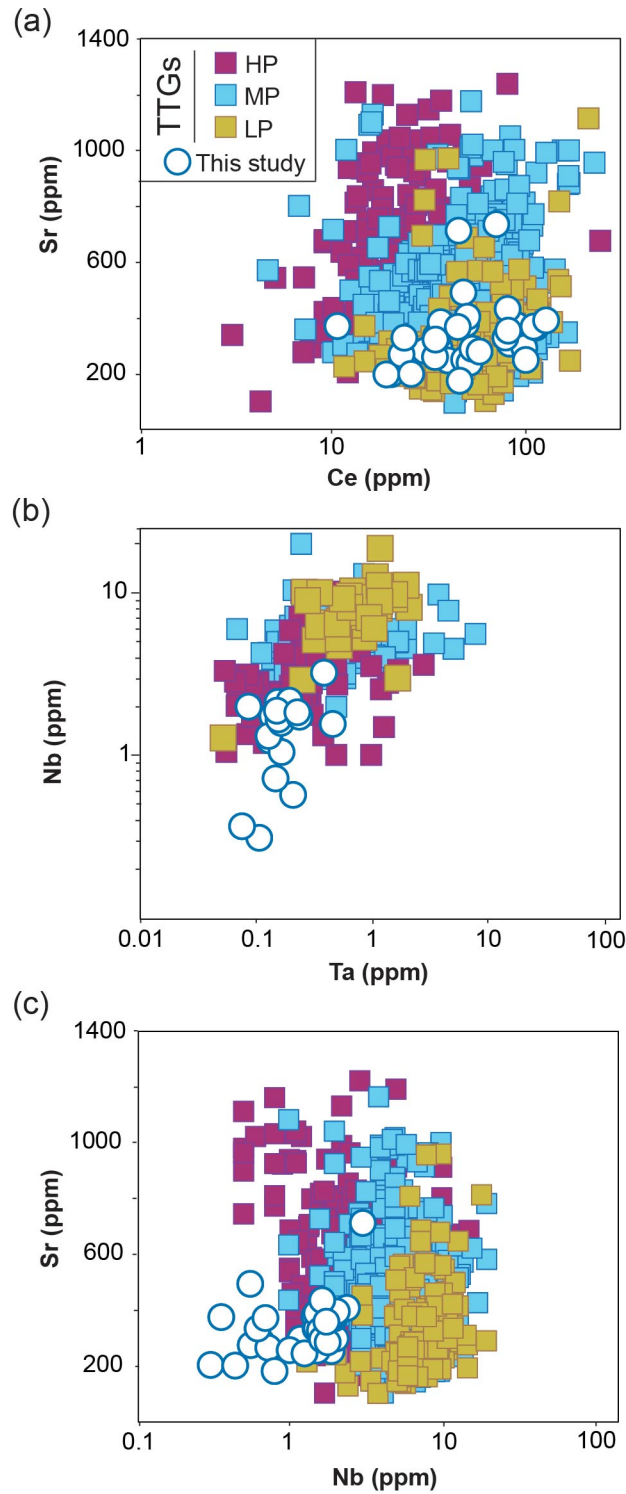 (a)
1400
1000
600
200
Sr (ppm)
TTGs
HP
MP
LP
This study
1
10
100
Ce (ppm)
(b)
10
1
Nb (ppm)
0.01
0.1
1
10
100
Ta (ppm)
(c)
1400
1000
600
200
Sr (ppm)
0.1
1
10
100
Nb (ppm)